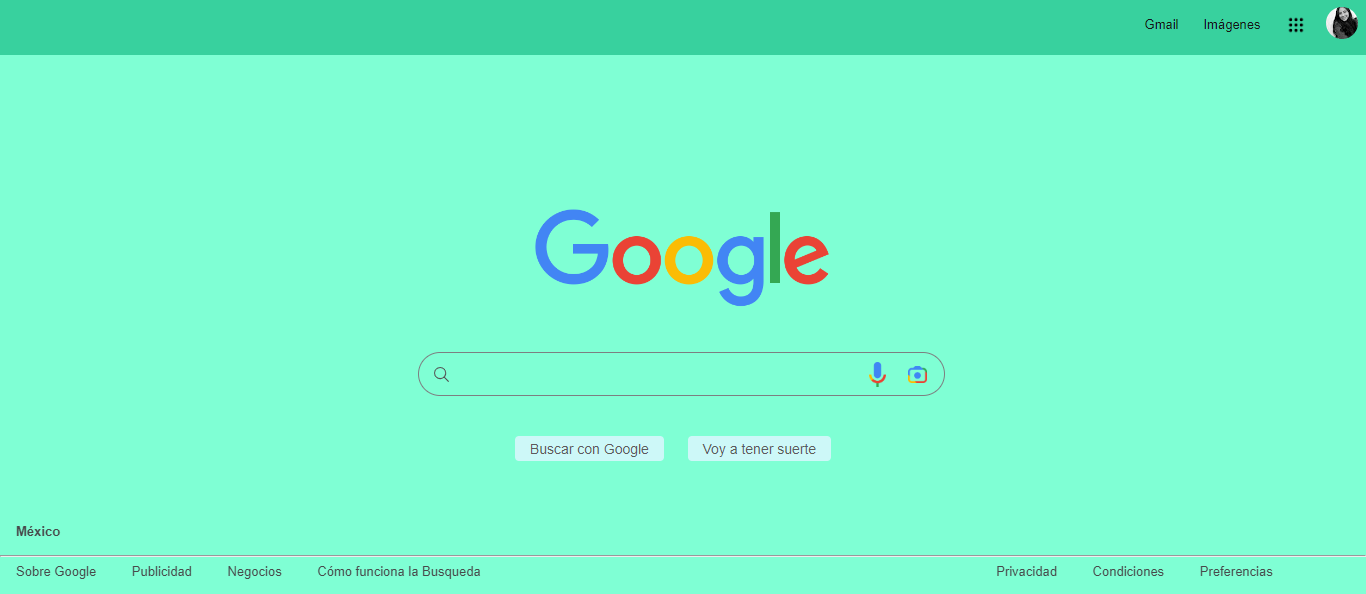 Gmail Imágenes
Google
Buscar con Google Voy a tener suerte
México
Sobre Google Publicidad Negocios Cómo funciona la Busqueda Privacidad Condiciones Preferencias